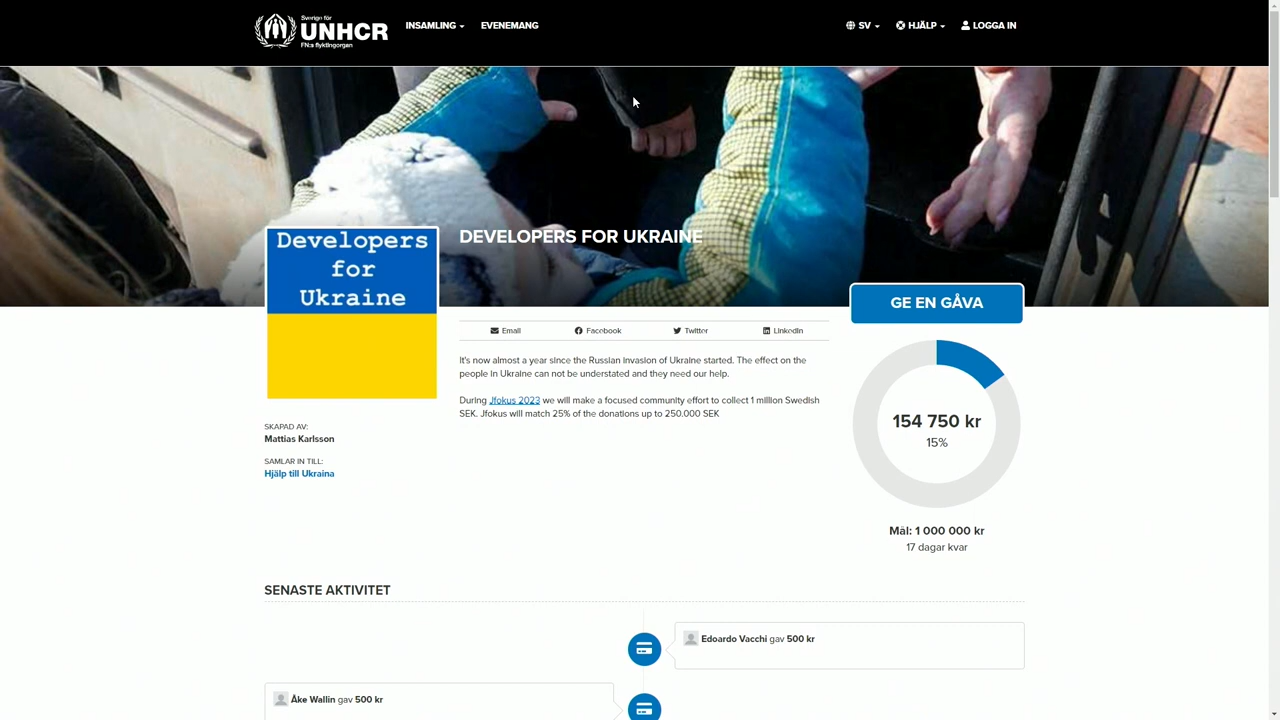 Sverige för
UNHCR
FN:s flyktingorgan
INSAMLING
EVENEMANG
SV
HJÄLP
LOGGA IN
Developers
for
Ukraine
DEVELOPERS FOR UKRAINE
GE EN GÅVA
Email
Facebook
Twitter
LinkedIn
It's now almost a year since the Russian invasion of Ukraine started. The effect on the
people in Ukraine can not be understated and they need our help.
During Jfokus 2023 we will make a focused community effort to collect 1 million Swedish
SEK. Jfokus will match 25% of the donations up to 250.000 SEK
154 750 kr
15%
SKAPAD AV:
Mattias Karlsson
SAMLAR IN TILL:
Hjälp till Ukraina
Mål: 1 000 000 kr
17 dagar kvar
SENASTE AKTIVITET
Edoardo Vacchi gav 500 kr
Åke Wallin gav 500 kr